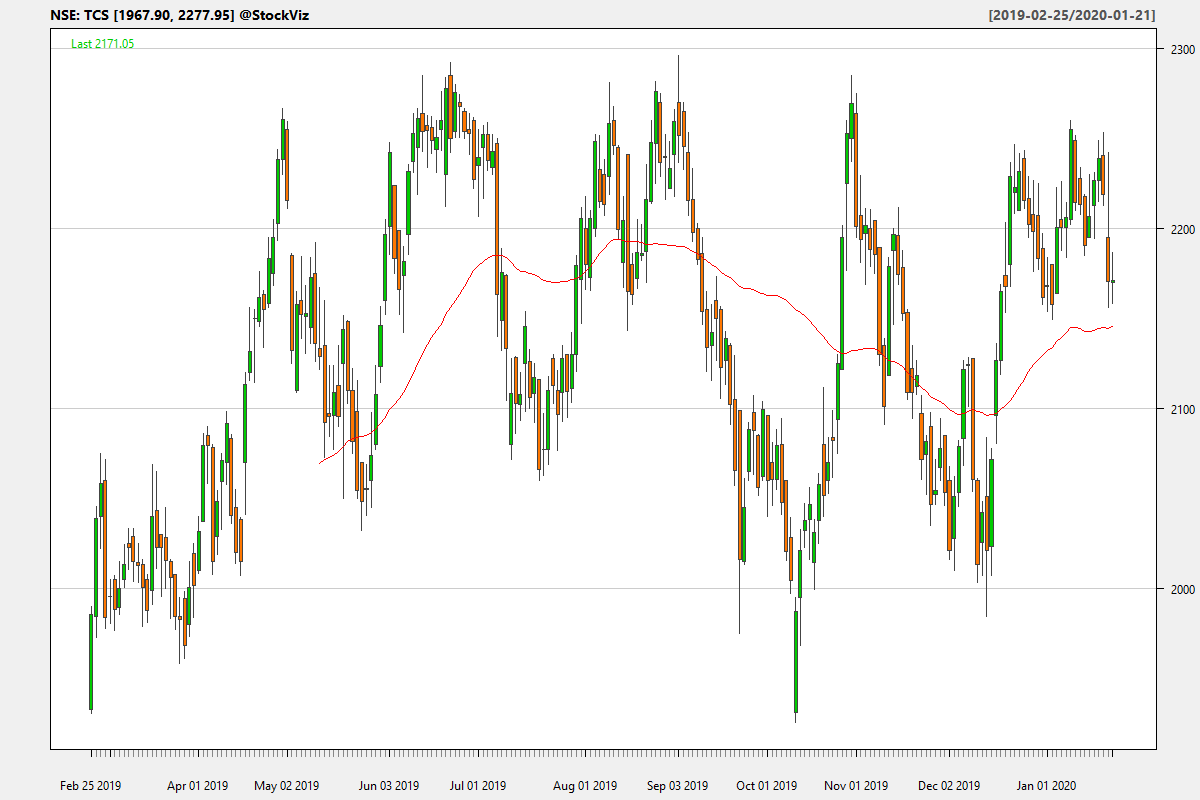 NSE: TCS [1967.90, 2277.95] @StockViz
[2019-02-25/2020-01-21]
Last 2171.05
2300
2200
2100
2000
Feb 25 2019 Apr 01 2019 May 02 2019 Jun 03 2019 Jul 01 2019 Aug 01 2019 Sep 03 2019 Oct 01 2019 Nov 01 2019 Dec 02 2019 Jan 01 2020